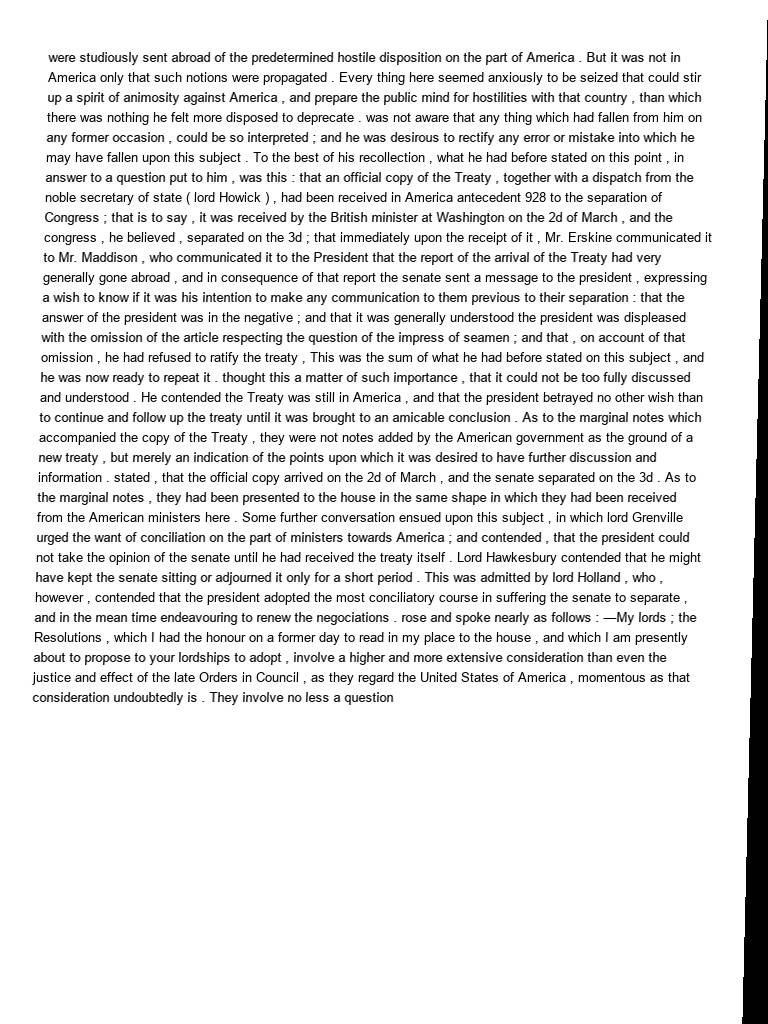 were studiously sent abroad of the predetermined hostile disposition on the part of America . But it was not in
America only that such notions were propagated . Every thing here seemed anxiously to be seized that could stir
up a spirit of animosity against America , and prepare the public mind for hostilities with that country , than which
there was nothing he felt more disposed to deprecate . was not aware that any thing which had fallen from him on
any former occasion , could be so interpreted ; and he was desirous to rectify any error or mistake into which he
may have fallen upon this subject . To the best of his recollection , what he had before stated on this point , in
answer to a question put to him , was this : that an official copy of the Treaty , together with a dispatch from the
noble secretary of state ( lord Howick ) , had been received in America antecedent 928 to the separation of
Congress ; that is to say , it was received by the British minister at Washington on the 2d of March , and the
congress , he believed , separated on the 3d ; that immediately upon the receipt of it , Mr. Erskine communicated it
to Mr. Maddison , who communicated it to the President that the report of the arrival of the Treaty had very
generally gone abroad , and in consequence of that report the senate sent a message to the president , expressing
a wish to know if it was his intention to make any communication to them previous to their separation : that the
answer of the president was in the negative ; and that it was generally understood the president was displeased
with the omission of the article respecting the question of the impress of seamen ; and that , on account of that
omission , he had refused to ratify the treaty , This was the sum of what he had before stated on this subject , and
he was now ready to repeat it . thought this a matter of such importance , that it could not be too fully discussed
and understood . He contended the Treaty was still in America , and that the president betrayed no other wish than
to continue and follow up the treaty until it was brought to an amicable conclusion . As to the marginal notes which
accompanied the copy of the Treaty , they were not notes added by the American government as the ground of a
new treaty , but merely an indication of the points upon which it was desired to have further discussion and
information . stated , that the official copy arrived on the 2d of March , and the senate separated on the 3d . As to
the marginal notes , they had been presented to the house in the same shape in which they had been received
from the American ministers here . Some further conversation ensued upon this subject , in which lord Grenville
urged the want of conciliation on the part of ministers towards America ; and contended , that the president could
not take the opinion of the senate until he had received the treaty itself . Lord Hawkesbury contended that he might
have kept the senate sitting or adjourned it only for a short period . This was admitted by lord Holland , who ,
however , contended that the president adopted the most conciliatory course in suffering the senate to separate ,
and in the mean time endeavouring to renew the negociations . rose and spoke nearly as follows : —My lords ; the
Resolutions , which I had the honour on a former day to read in my place to the house , and which I am presently
about to propose to your lordships to adopt , involve a higher and more extensive consideration than even the
justice and effect of the late Orders in Council , as they regard the United States of America , momentous as that
consideration undoubtedly is . They involve no less a question